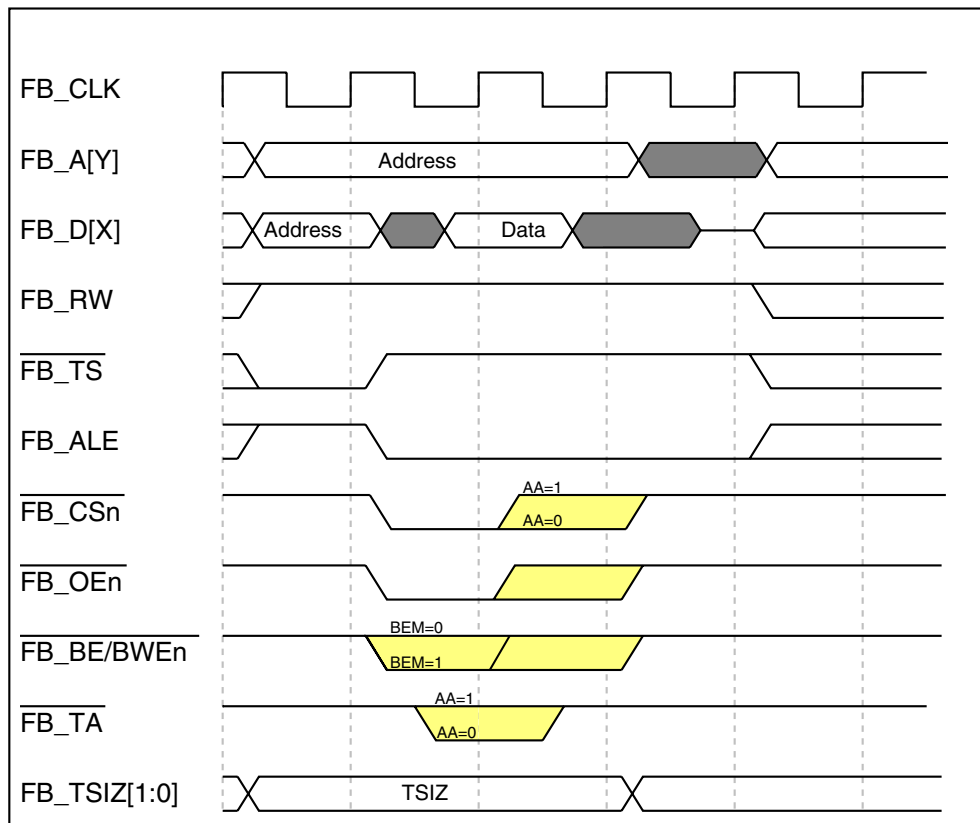 FB_CLK
FB_A[Y]
Address
FB_D[X]
Address
Data
FB_RW
FB_TS
FB_ALE
FB_CSn
AA=1
AA=0
FB_OEn
FB_BE/BWEn
BEM=0
BEM=1
FB_TA
AA=1
AA=0
FB_TSIZ[1:0]
TSIZ